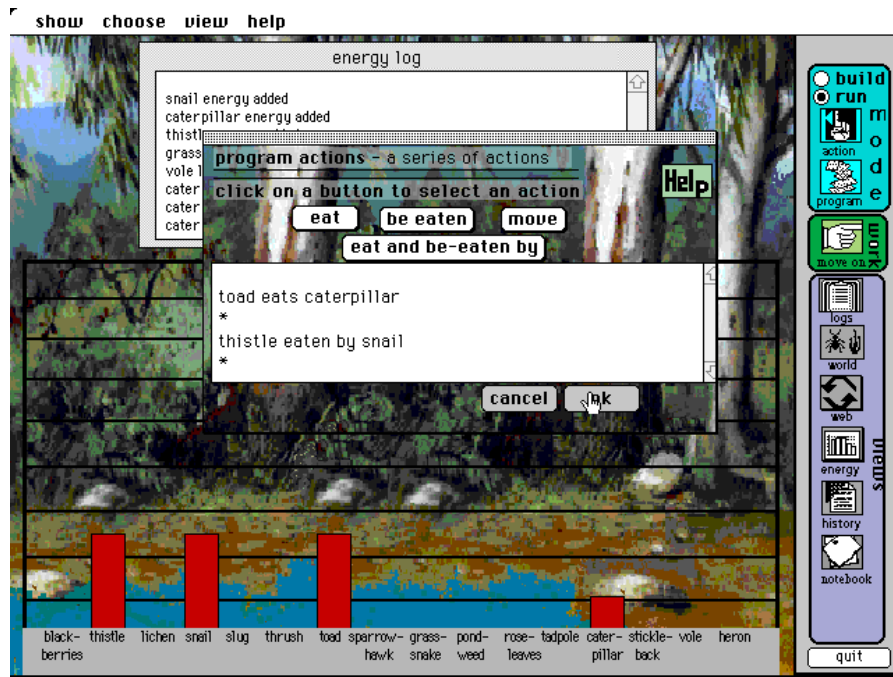 show choose view help
energy log
snail energy added
caterpillar energy added
thist
grass
vole l
cater
cater
cater
program actions - a series of actions
click on a button to select an action
Help
eat be eaten move
eat and be-eaten by
toad eats caterpillar
*
thistle eaten by snail
*
cancel
build
run
mode
action
program
work
move on
logs
world
web
energy
history
notebook
views
quit
black- thistle lichen snail slug thrush toad sparrow- grass- pond- rose- tadpole cater- stickle- vole heron
berries hawk snake weed leaves pillar back